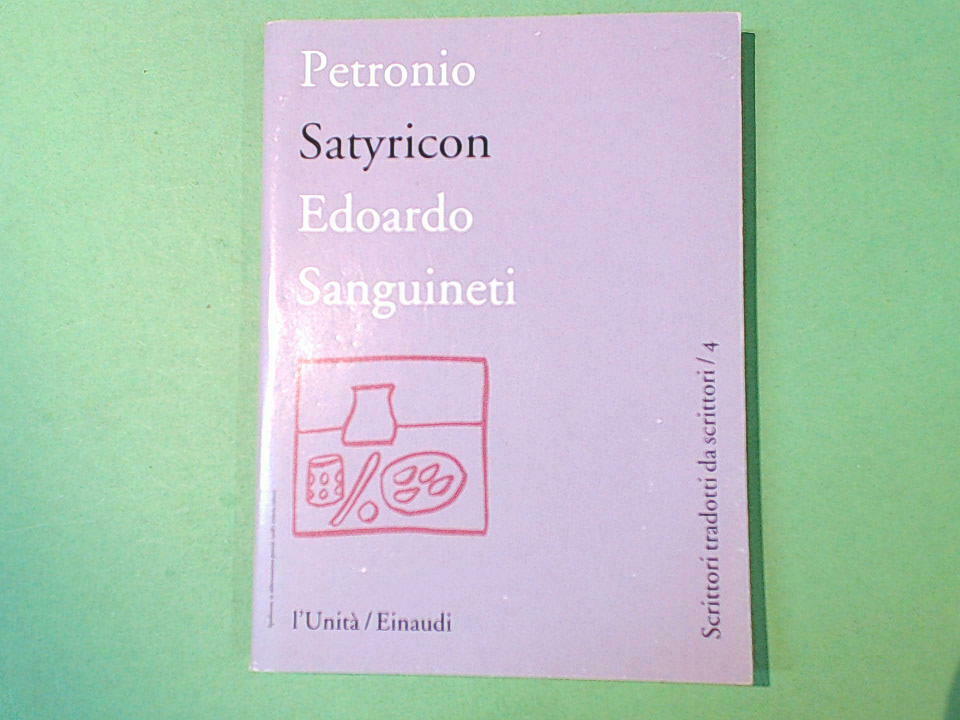 Petronio
Satyricon
Edoardo
Sanguineti
l'Unità / Einaudi
Scrittori tradotti da scrittori / 4